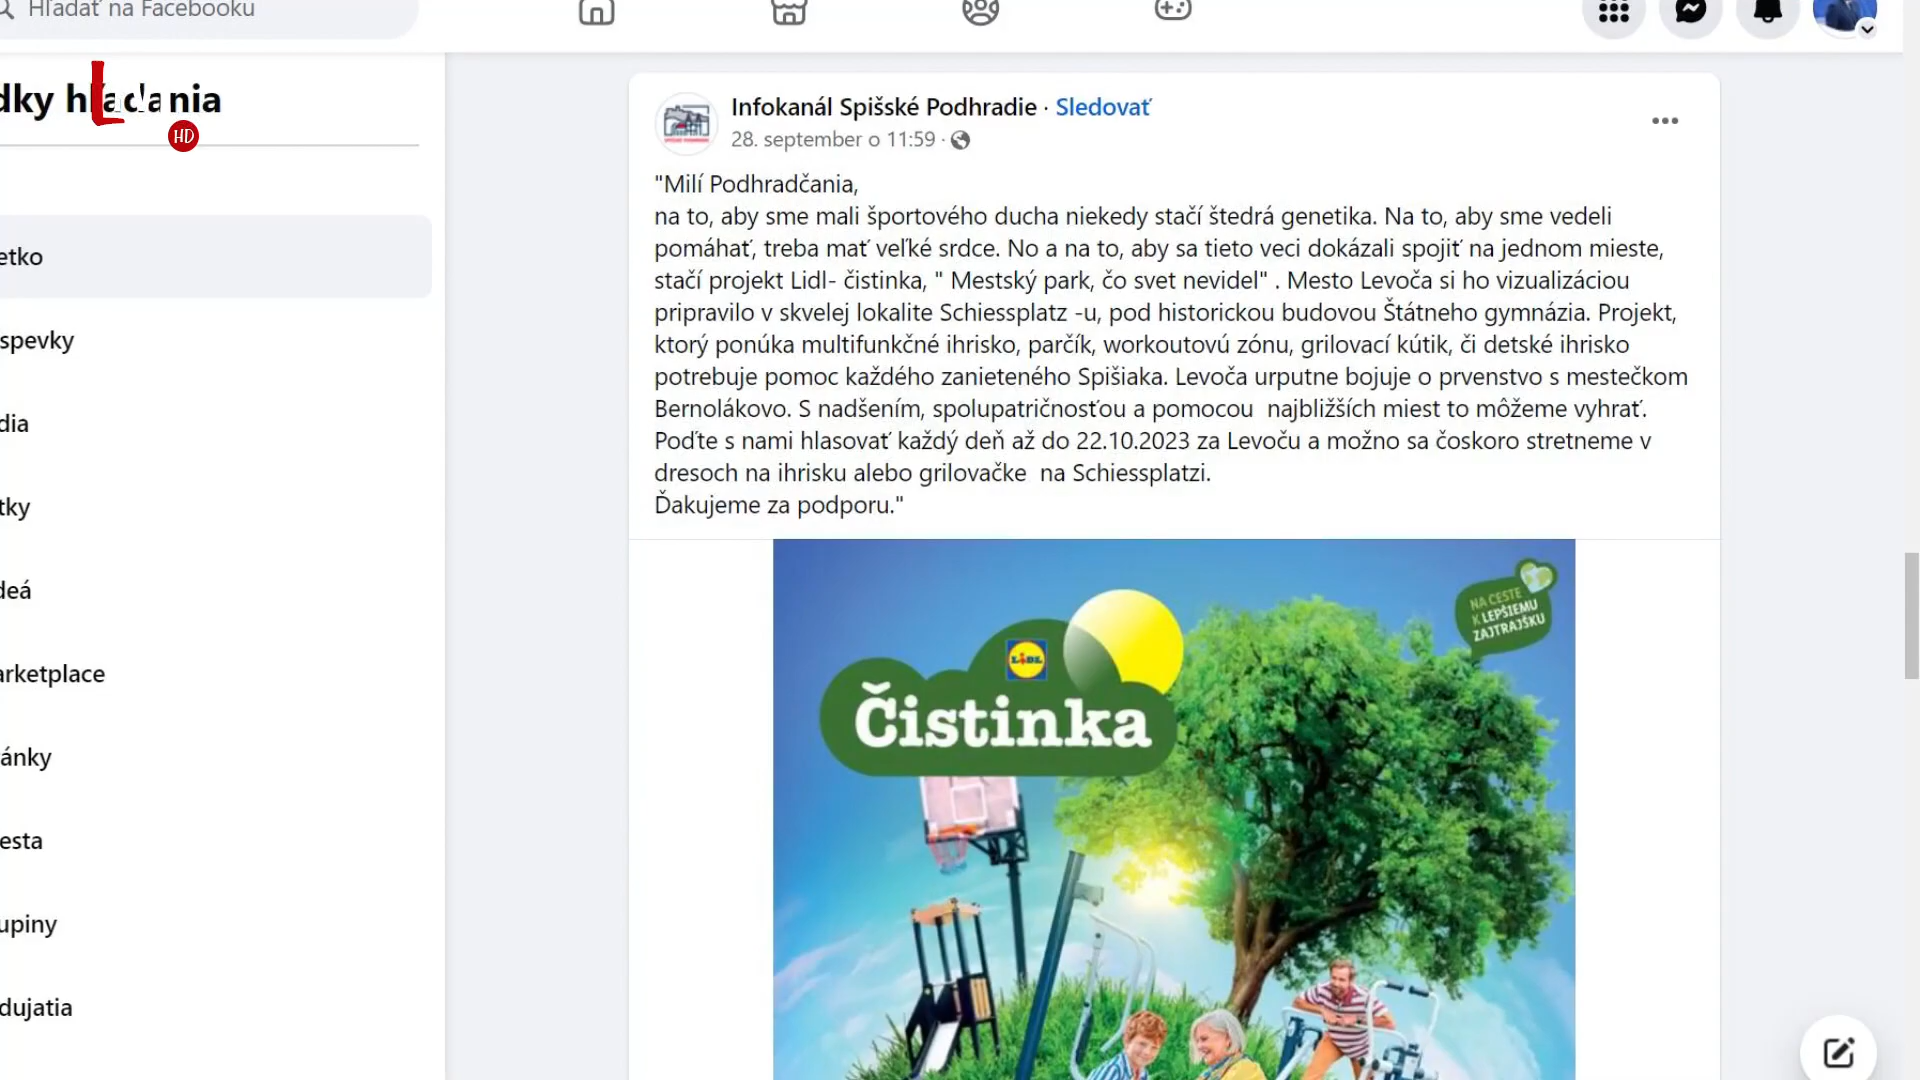 Hľadať na Facebooku
dky hľadania
HD
etko
spevky
dia
tky
deá
arketplace
ánky
esta
upiny
dujatia
Infokanál Spišské Podhradie · Sledovať
28. september o 11:59 ·
"Milí Podhradčania,
na to, aby sme mali športového ducha niekedy stačí štedrá genetika. Na to, aby sme vedeli
pomáhať, treba mať veľké srdce. No a na to, aby sa tieto veci dokázali spojiť na jednom mieste,
stačí projekt Lidl- čistinka, " Mestský park, čo svet nevidel" . Mesto Levoča si ho vizualizáciou
pripravilo v skvelej lokalite Schiessplatz -u, pod historickou budovou Štátneho gymnázia. Projekt,
ktorý ponúka multifunkčné ihrisko, parčík, workoutovú zónu, grilovací kútik, či detské ihrisko
potrebuje pomoc každého zanieteného Spišiaka. Levoča urputne bojuje o prvenstvo s mestečkom
Bernolákovo. S nadšením, spolupatričnosťou a pomocou  najbližších miest to môžeme vyhrať.
Poďte s nami hlasovať každý deň až do 22.10.2023 za Levoču a možno sa čoskoro stretneme v
dresoch na ihrisku alebo grilovačke  na Schiessplatzi.
Ďakujeme za podporu."
NA CESTE
K LEPŠIEMU
ZAJTRAJŠKU
LIDL
Čistinka